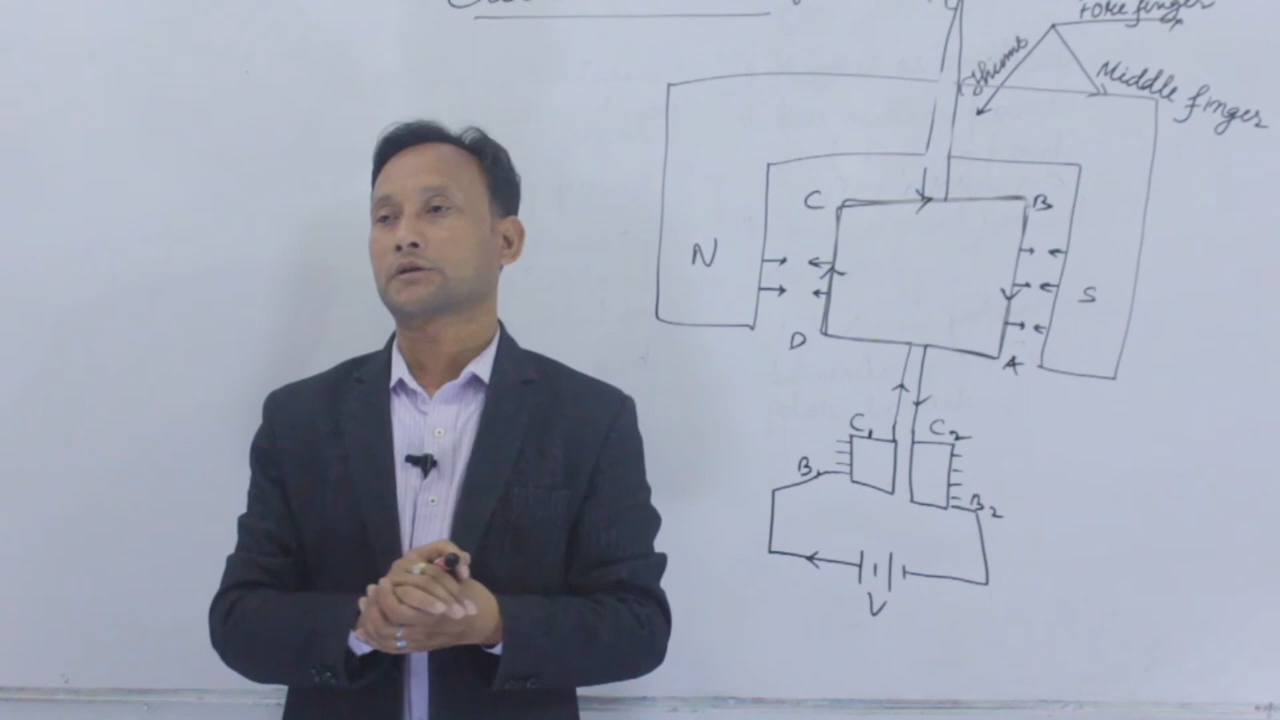 Fore finger
Thumb
Middle finger
C
B
N
S
D
A
C1
C2
B1
B2
V